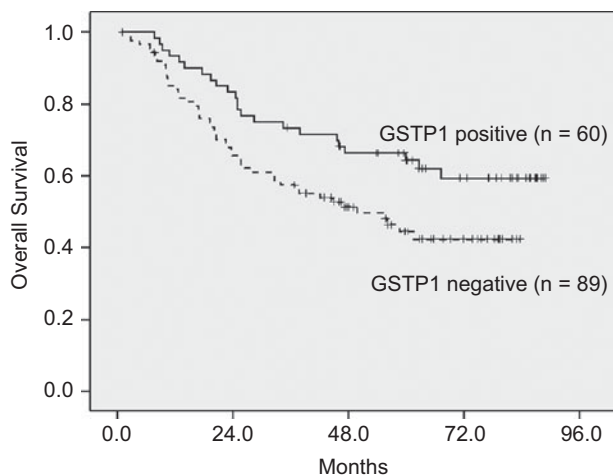 Overall Survival
1.0
0.8
0.6
0.4
0.2
0.0
GSTP1 positive (n = 60)
GSTP1 negative (n = 89)
0.0 24.0 48.0 72.0 96.0
Months